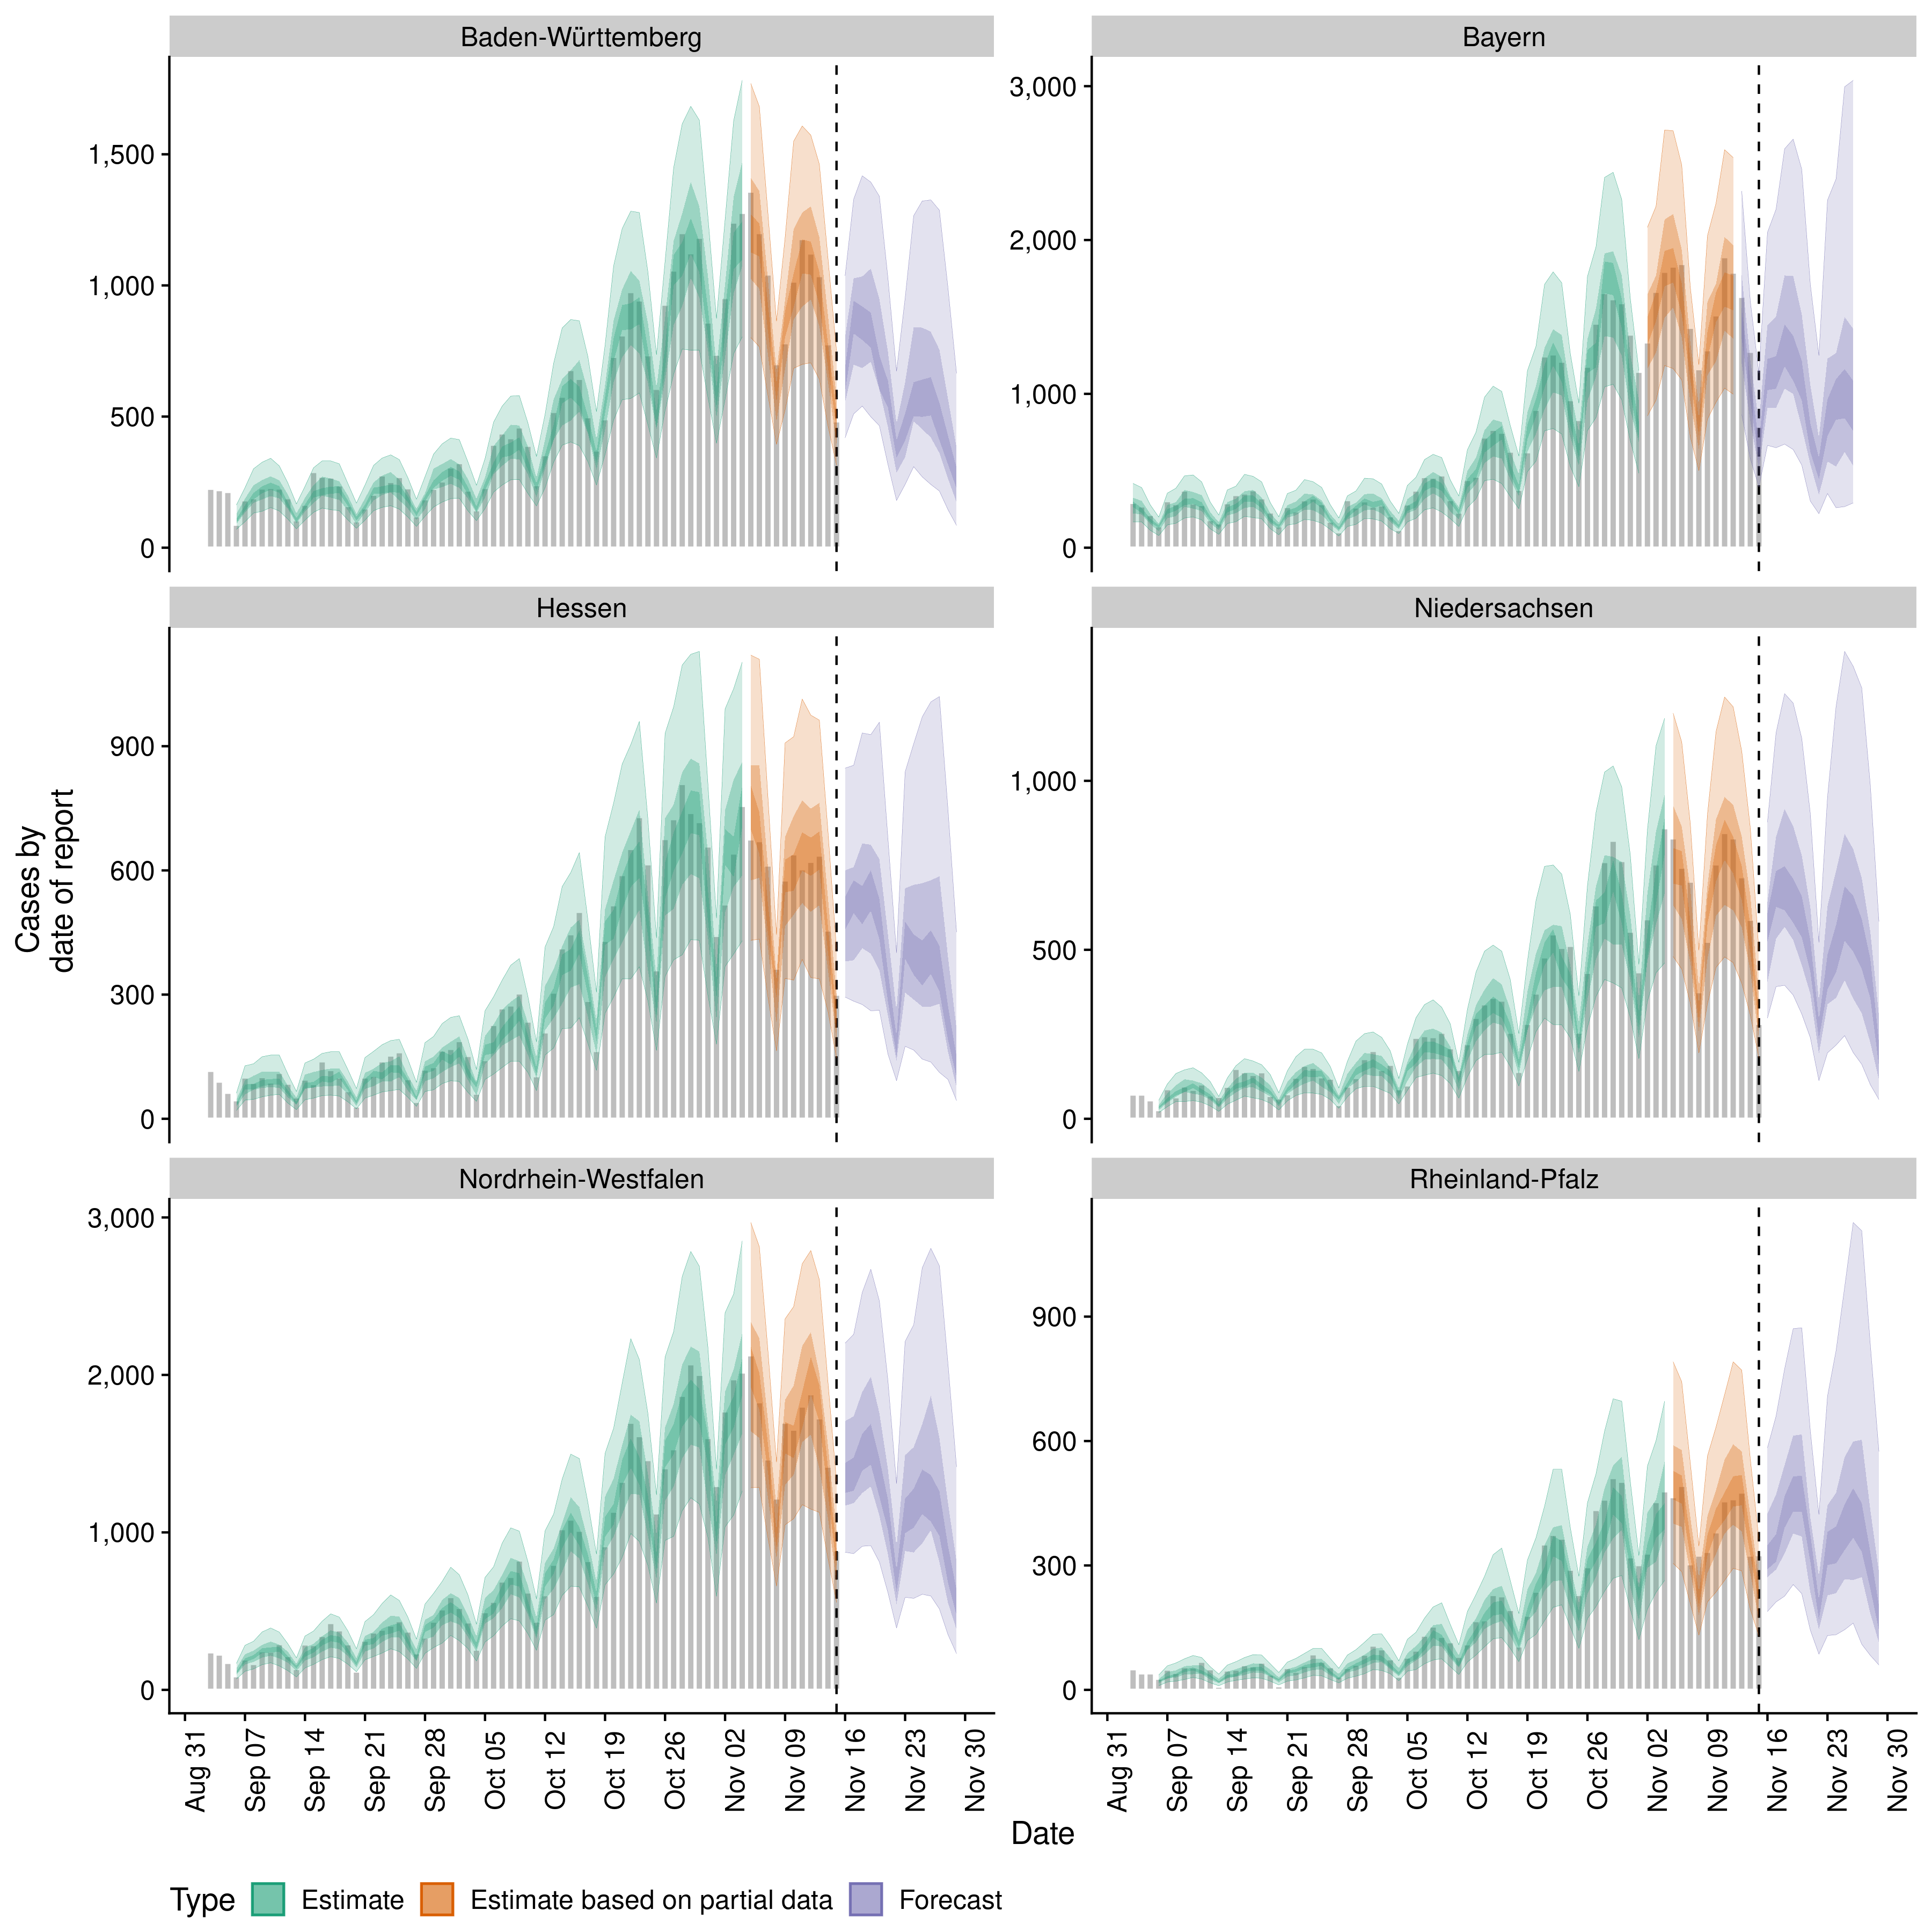 Baden-Württemberg
Bayern
1,500
1,000
500
0
3,000
2,000
1,000
0
Hessen
Niedersachsen
900
600
300
0
1,000
500
0
Nordrhein-Westfalen
Rheinland-Pfalz
3,000
2,000
1,000
0
900
600
300
0
Cases by
date of report
Aug 31
Sep 07
Sep 14
Sep 21
Sep 28
Oct 05
Oct 12
Oct 19
Oct 26
Nov 02
Nov 09
Nov 16
Nov 23
Nov 30
Aug 31
Sep 07
Sep 14
Sep 21
Sep 28
Oct 05
Oct 12
Oct 19
Oct 26
Nov 02
Nov 09
Nov 16
Nov 23
Nov 30
Date
Type Estimate Estimate based on partial data Forecast